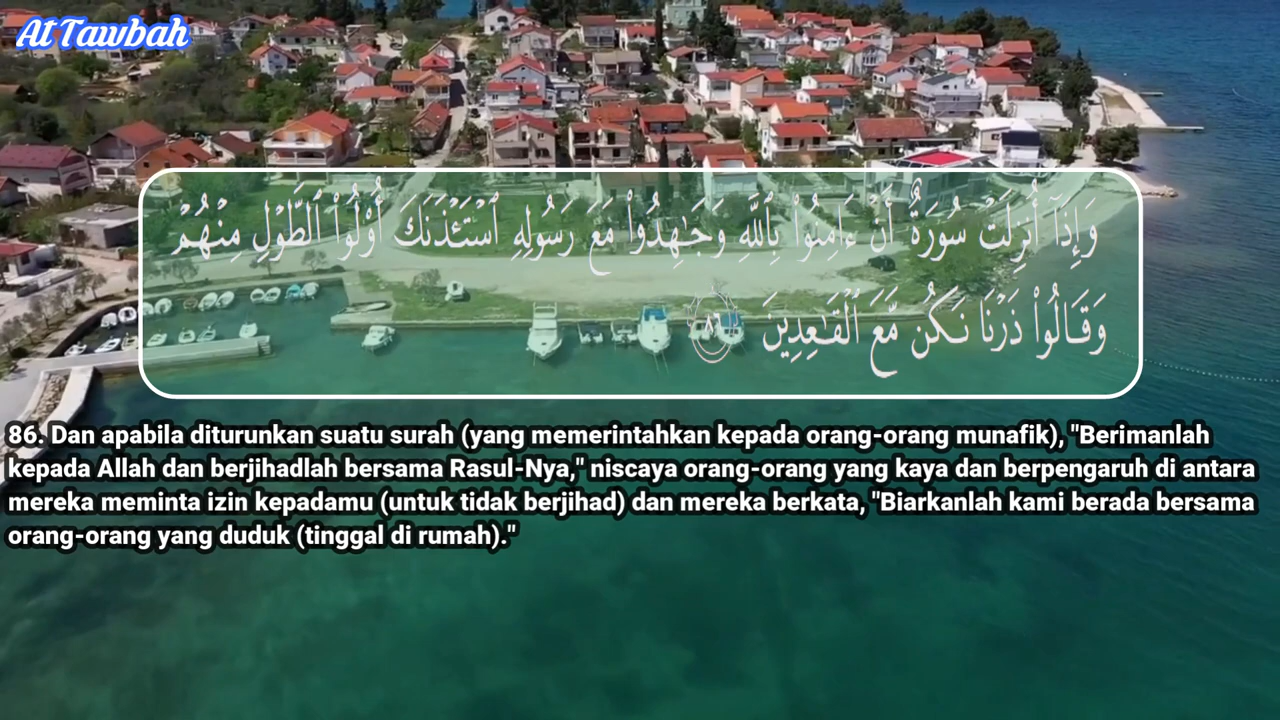 At Tawbah
وَإِذَآ أُنزِلَتْ سُورَةٌ أَنْ ءَامِنُوا۟ بِٱللَّهِ وَجَـٰهِدُوا۟ مَعَ رَسُولِهِ ٱسْتَـْٔذَنَكَ أُو۟لُوا۟ ٱلطَّوْلِ مِنْهُمْ
وَقَالُوا۟ ذَرْنَا نَكُن مَّعَ ٱلْقَـٰعِدِينَ ٨٦
86. Dan apabila diturunkan suatu surah (yang memerintahkan kepada orang-orang munafik), "Berimanlah
kepada Allah dan berjihadlah bersama Rasul-Nya," niscaya orang-orang yang kaya dan berpengaruh di antara
mereka meminta izin kepadamu (untuk tidak berjihad) dan mereka berkata, "Biarkanlah kami berada bersama
orang-orang yang duduk (tinggal di rumah)."